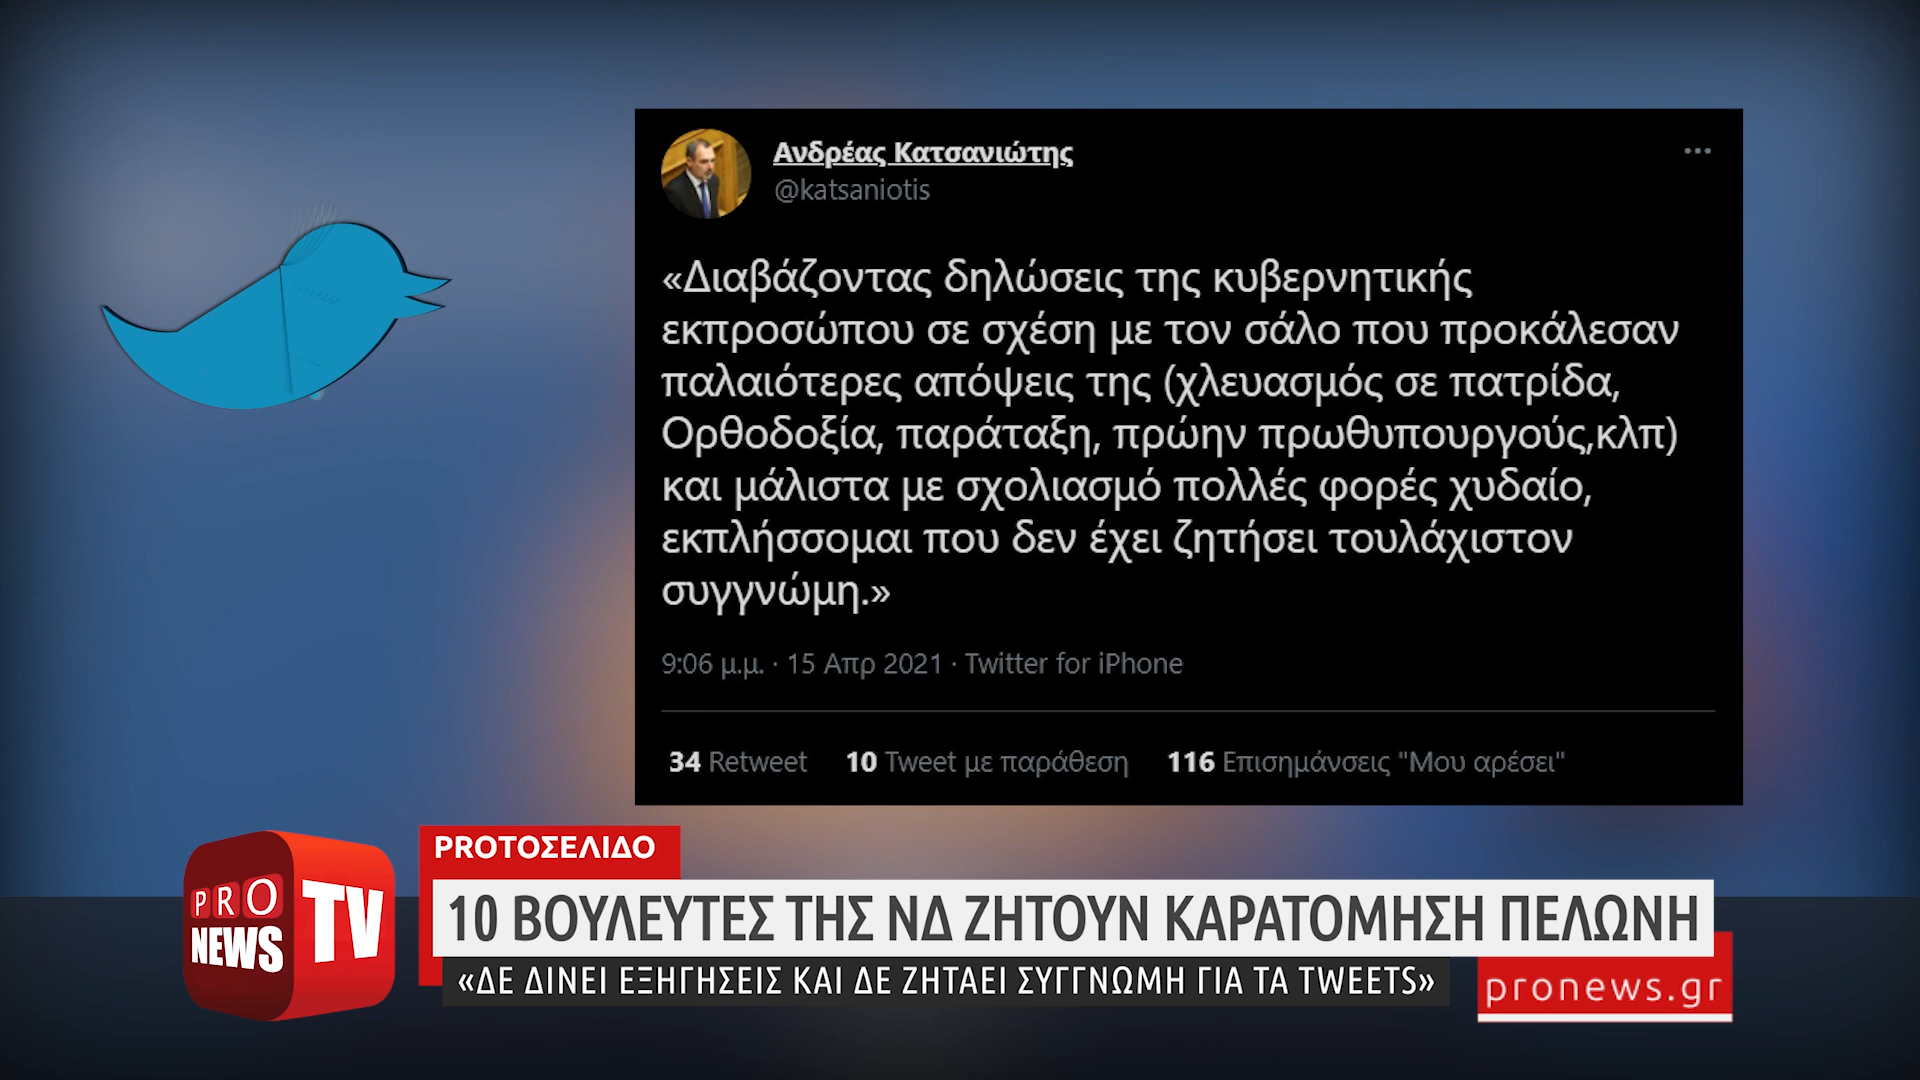 Ανδρέας Κατσανιώτης
@katsaniotis
«Διαβάζοντας δηλώσεις της κυβερνητικής
εκπροσώπου σε σχέση με τον σάλο που προκάλεσαν
παλαιότερες απόψεις της (χλευασμός σε πατρίδα,
Ορθοδοξία, παράταξη, πρώην πρωθυπουργούς,κλπ)
και μάλιστα με σχολιασμό πολλές φορές χυδαίο,
εκπλήσσομαι που δεν έχει ζητήσει τουλάχιστον
συγγνώμη.»
9:06 μ.μ. · 15 Απρ 2021 · Twitter for iPhone
34 Retweet 10 Tweet με παράθεση 116 Επισημάνσεις "Μου αρέσει"
PROTOΣΕΛΙΔΟ
10 ΒΟΥΛΕΥΤΕΣ ΤΗΣ ΝΔ ΖΗΤΟΥΝ ΚΑΡΑΤΟΜΗΣΗ ΠΕΛΩΝΗ
«ΔΕ ΔΙΝΕΙ ΕΞΗΓΗΣΕΙΣ ΚΑΙ ΔΕ ΖΗΤΑΕΙ ΣΥΓΓΝΩΜΗ ΓΙΑ ΤΑ TWEETS»
PRO
NEWS
TV
pronews.gr